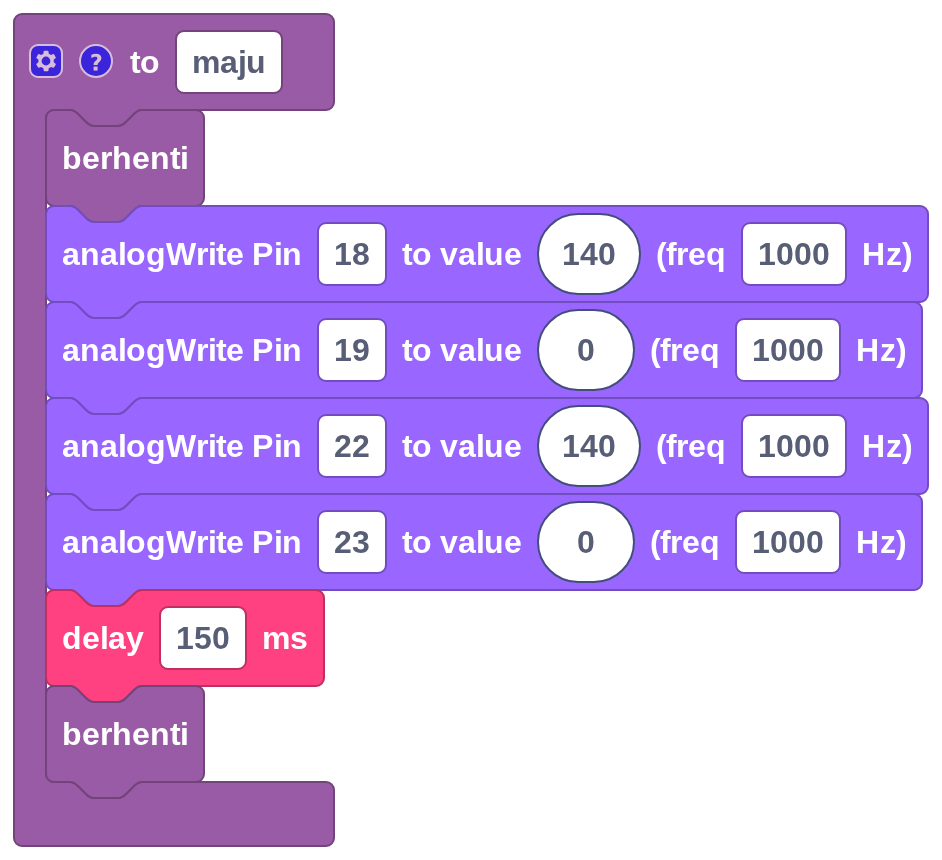 ? to maju
berhenti
analogWrite Pin 18 to value 140 (freq 1000 Hz)
analogWrite Pin 19 to value 0 (freq 1000 Hz)
analogWrite Pin 22 to value 140 (freq 1000 Hz)
analogWrite Pin 23 to value 0 (freq 1000 Hz)
delay 150 ms
berhenti